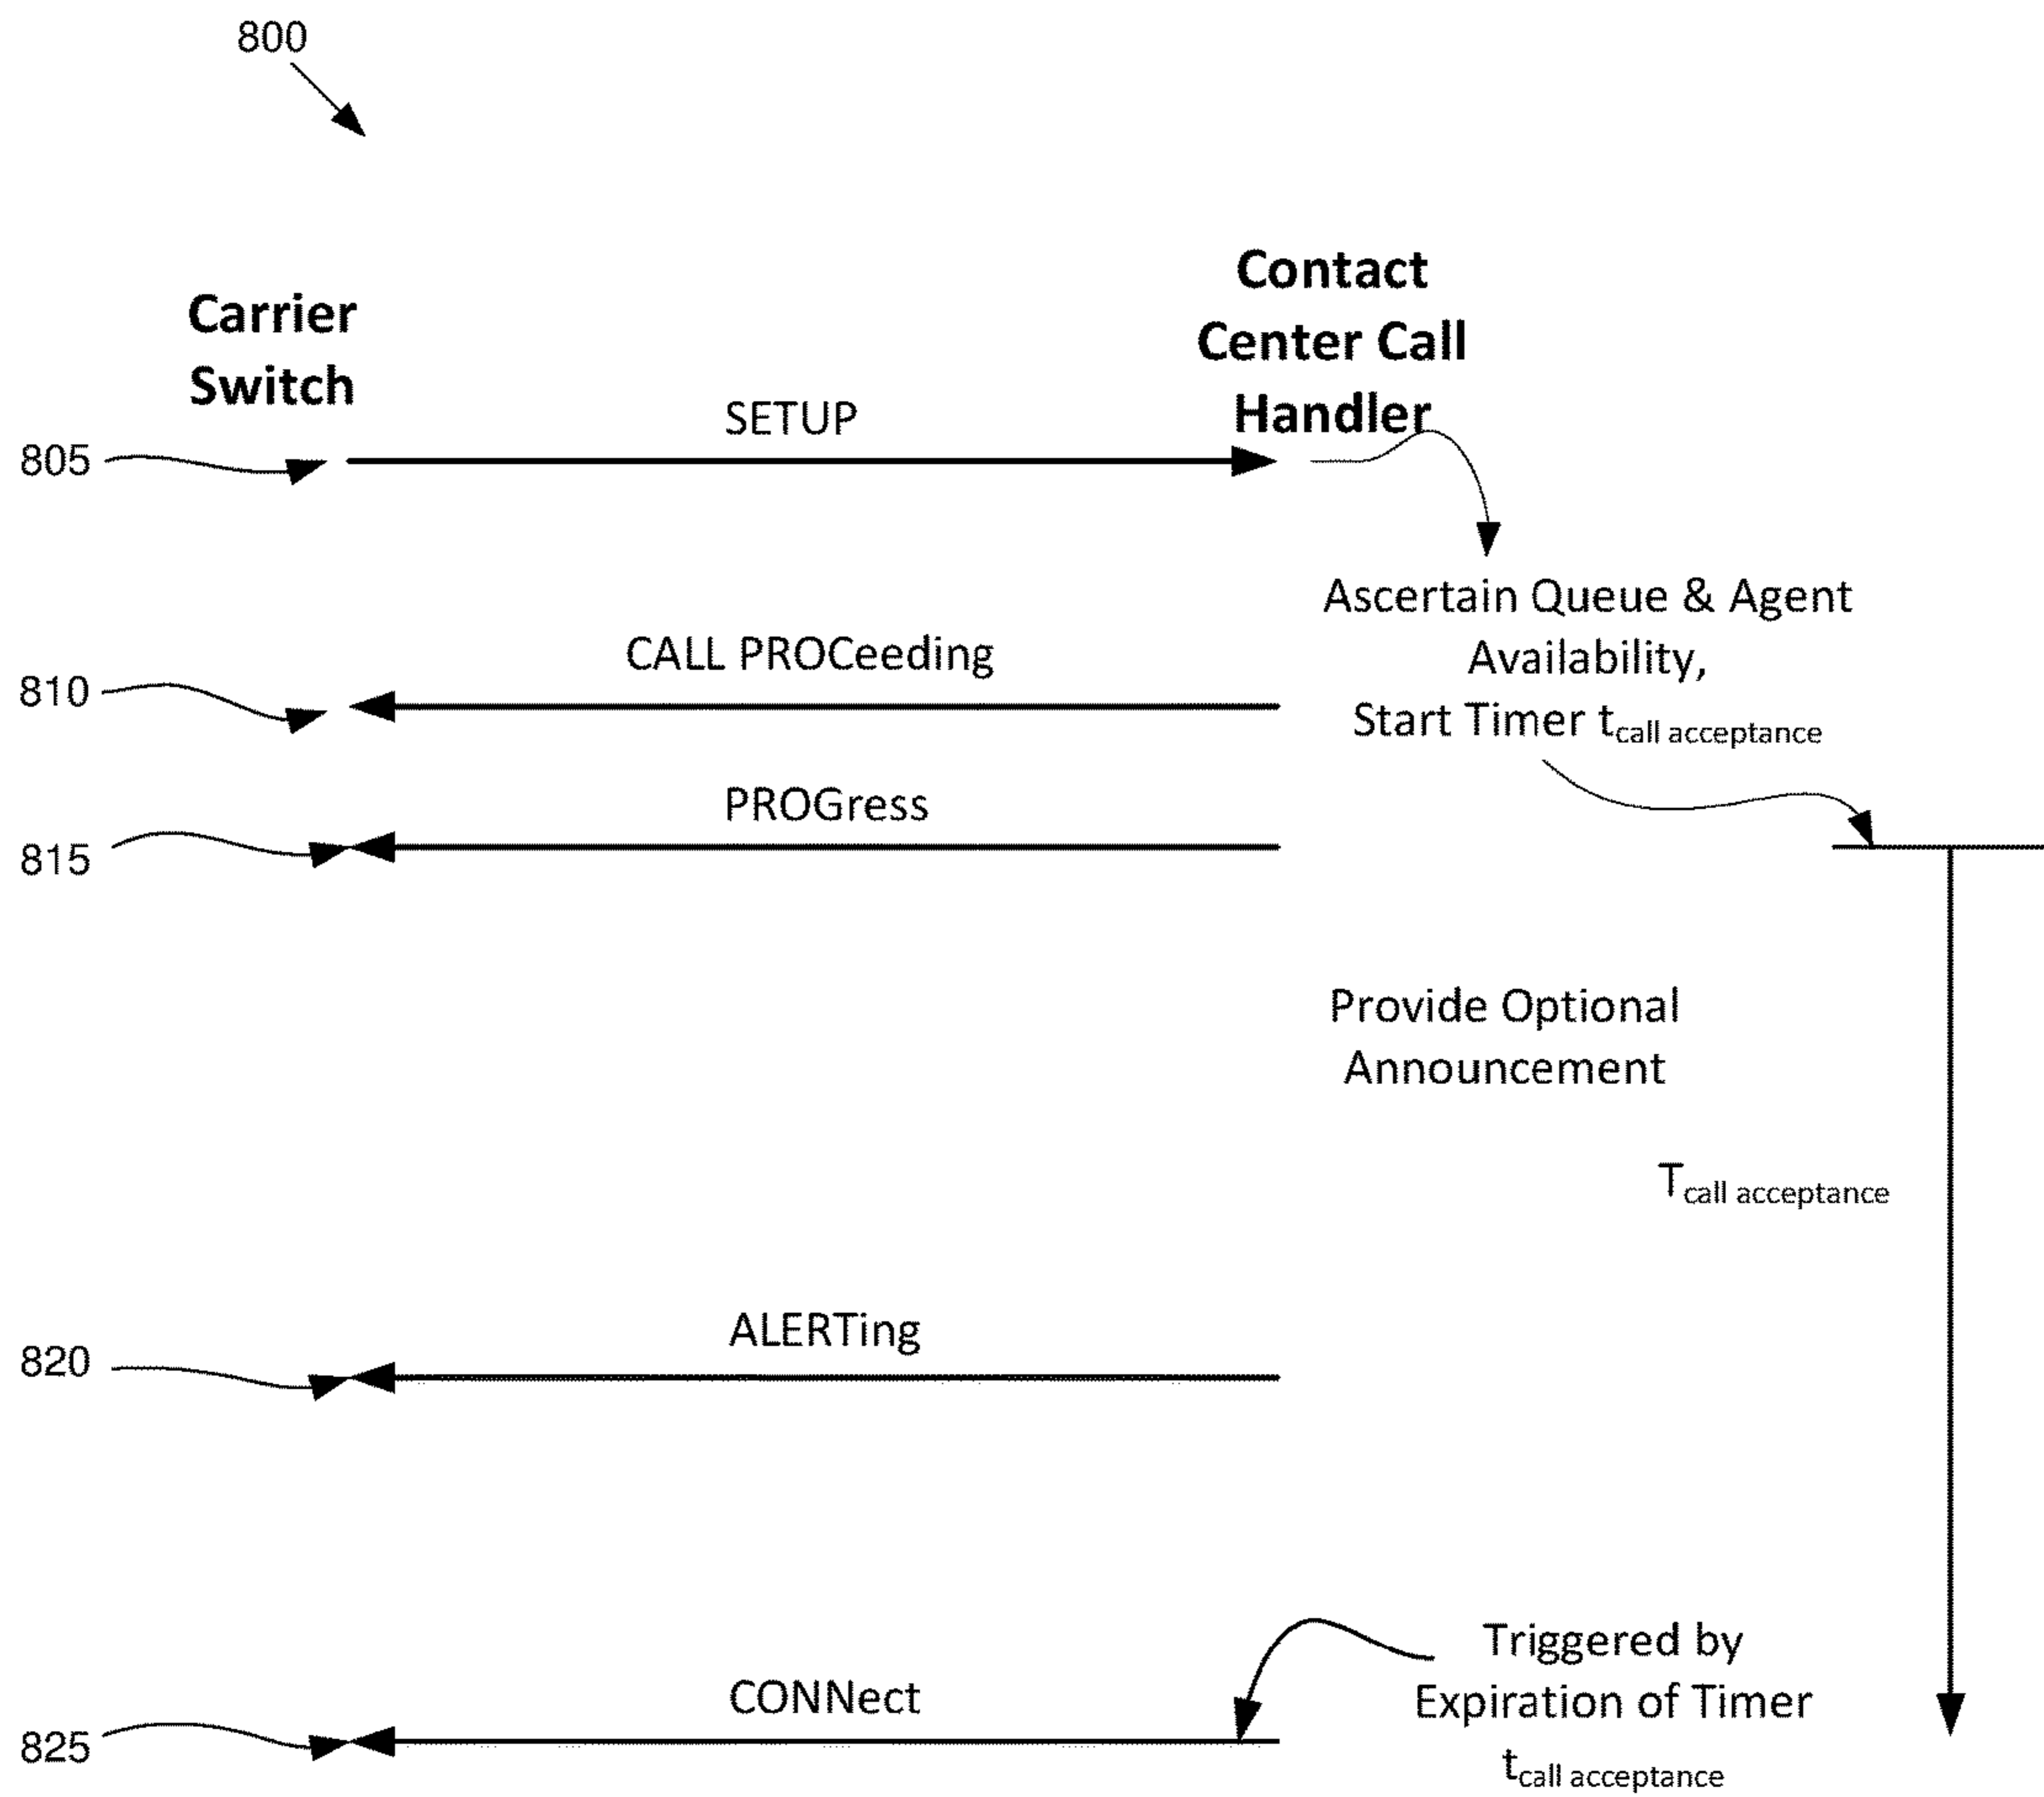 800
Carrier
Switch
Contact
Center Call
Handler
805
SETUP
Ascertain Queue & Agent
Availability,
Start Timer tcall acceptance
810
CALL PROCeeding
815
PROGress
Provide Optional
Announcement
Tcall acceptance
820
ALERTing
825
CONNect
Triggered by
Expiration of Timer
tcall acceptance